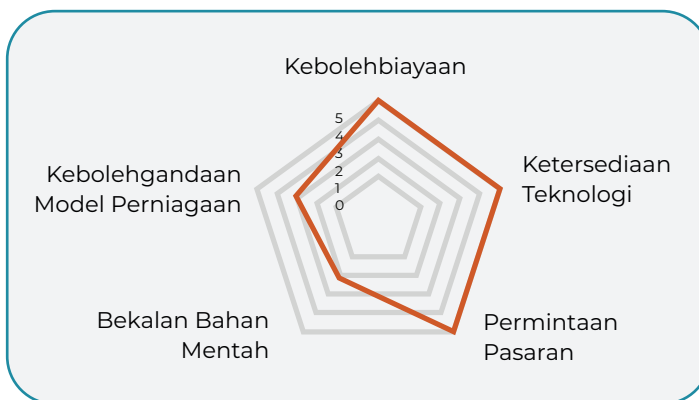 Kebolehbiayaan
5
4
3
2
1
0
Ketersediaan
Teknologi
Kebolehgandaan
Model Perniagaan
Bekalan Bahan
Mentah
Permintaan
Pasaran